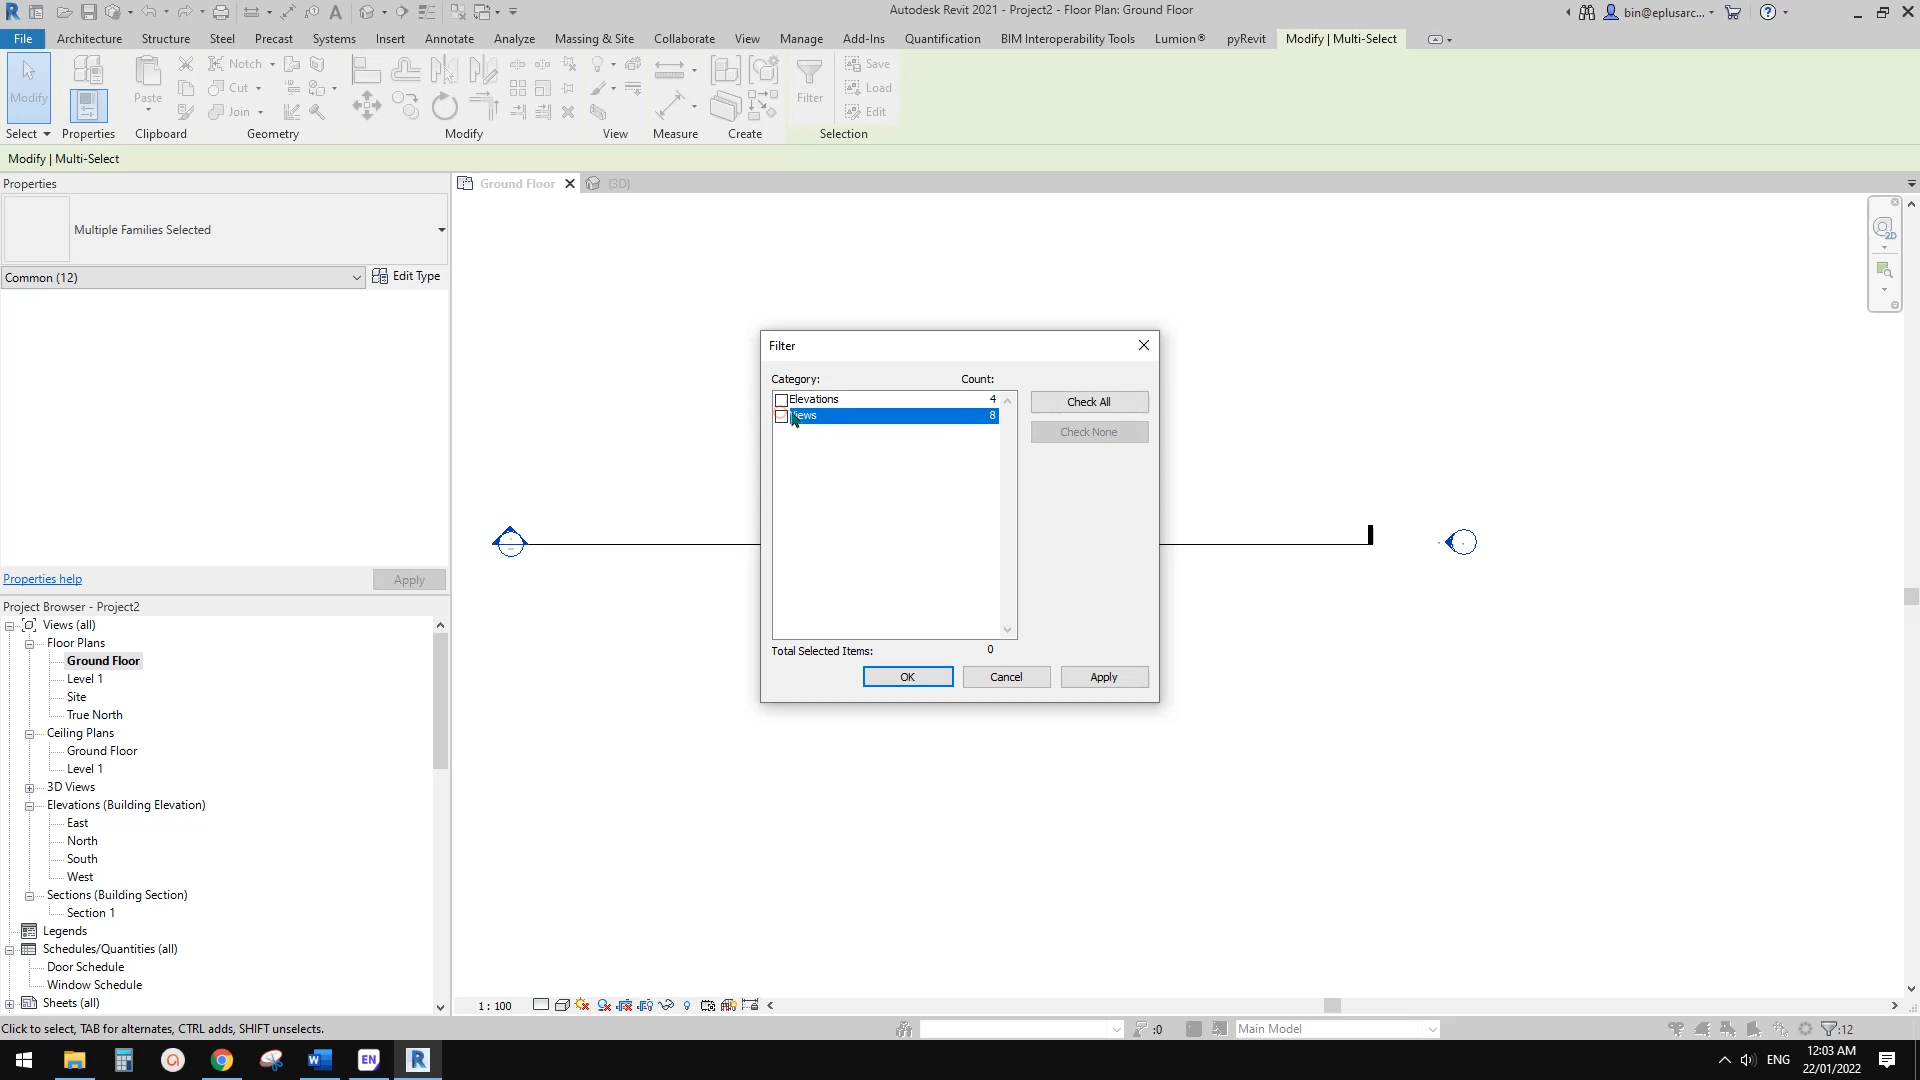 Autodesk Revit 2021 - Project2 - Floor Plan: Ground Floor
bin@eplusarc...
File Architecture Structure Steel Precast Systems Insert Annotate Analyze Massing & Site Collaborate View Manage Add-Ins Quantification BIM Interoperability Tools Lumion® pyRevit Modify | Multi-Select
Modify Paste Notch Cut Join Filter Save Load Edit
Select Properties Clipboard Geometry Modify View Measure Create Selection
Modify | Multi-Select
Properties
Ground Floor {3D}
Multiple Families Selected
Common (12) Edit Type
2D
Filter
Category: Count:
Elevations 4
8
Check All
Check None
Total Selected Items: 0
OK Cancel Apply
Properties help Apply
Project Browser - Project2
Views (all)
Floor Plans
Ground Floor
Level 1
Site
True North
Ceiling Plans
Ground Floor
Level 1
3D Views
Elevations (Building Elevation)
East
North
South
West
Sections (Building Section)
Section 1
Legends
Schedules/Quantities (all)
Door Schedule
Window Schedule
Sheets (all)
1 : 100
Click to select, TAB for alternates, CTRL adds, SHIFT unselects.
:0 Main Model :12
EN
ENG 12:03 AM
22/01/2022